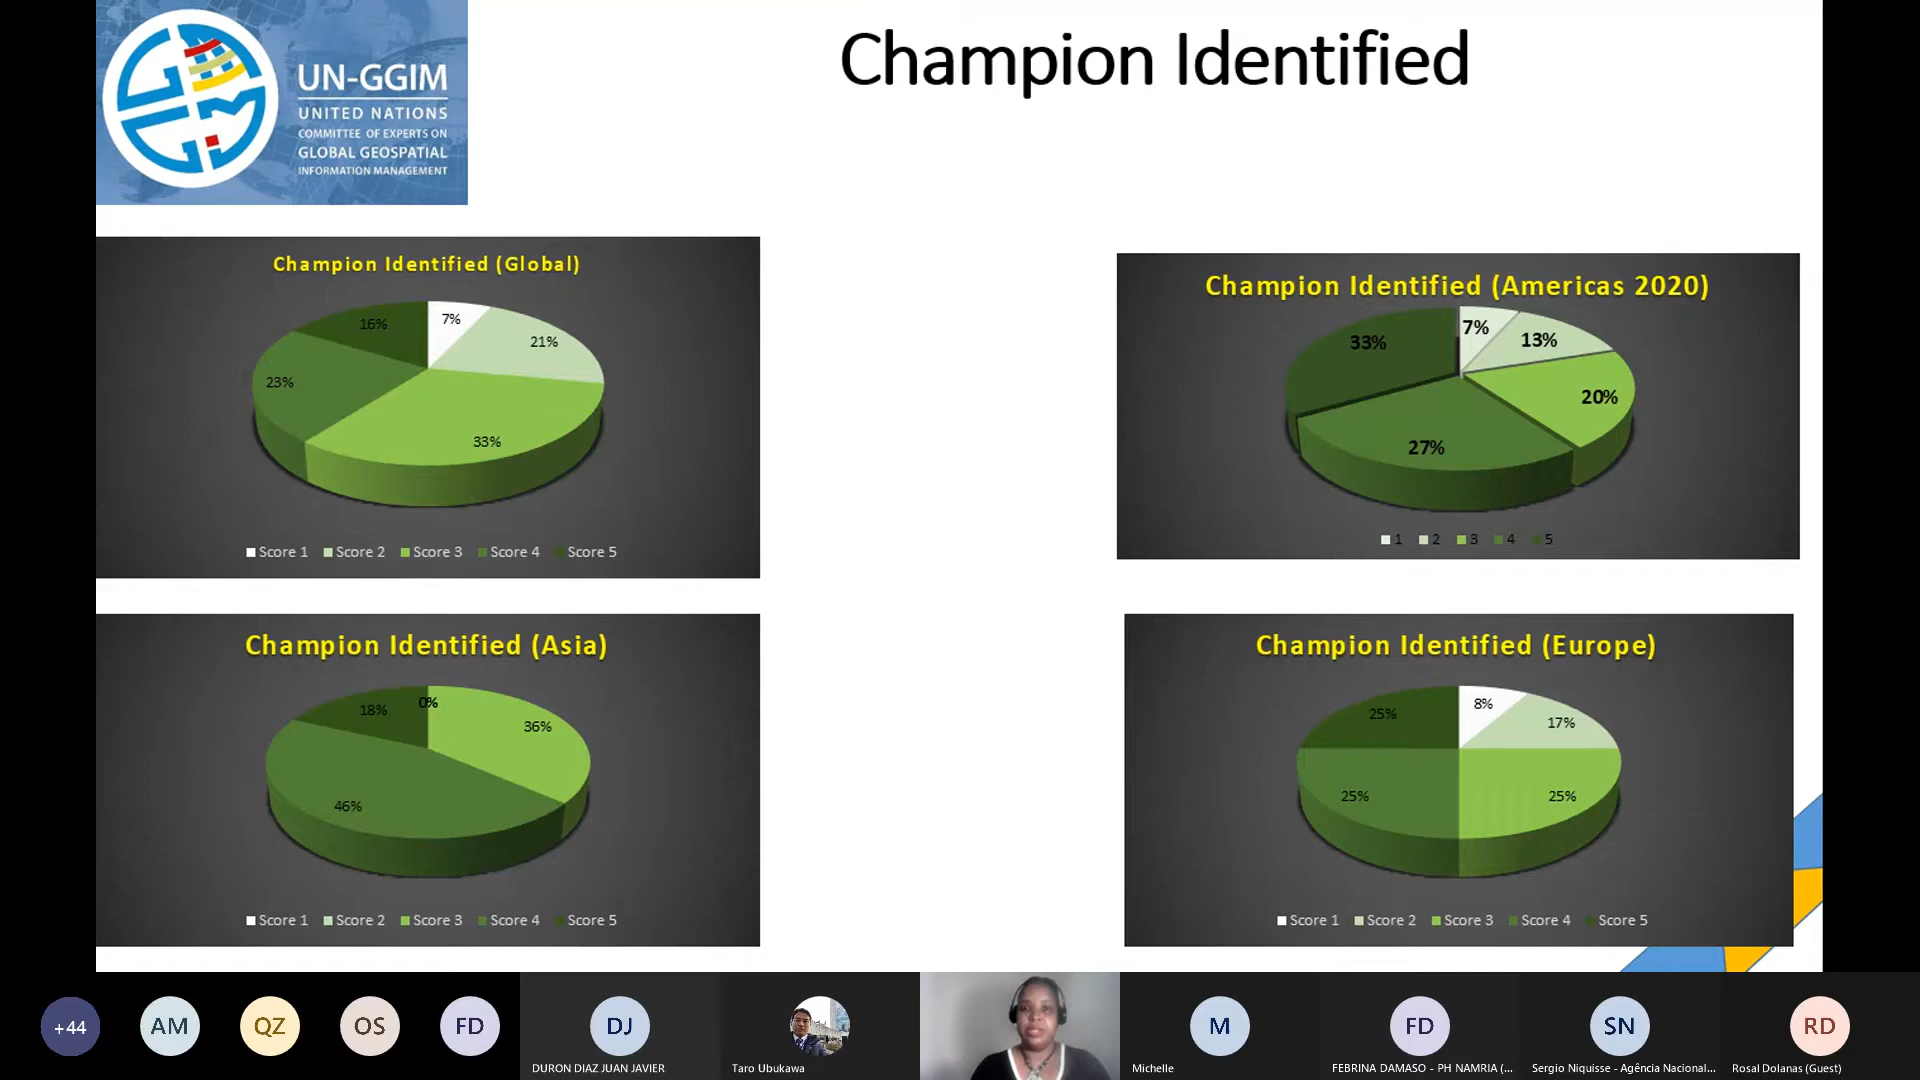 Champion Identified
UN-GGIM
UNITED NATIONS
COMMITTEE OF EXPERTS ON
GLOBAL GEOSPATIAL
INFORMATION MANAGEMENT
Champion Identified (Global)
7%
21%
33%
23%
16%
Score 1 Score 2 Score 3 Score 4 Score 5
Champion Identified (Americas 2020)
7%
13%
20%
27%
33%
1 2 3 4 5
Champion Identified (Asia)
0%
36%
46%
18%
Score 1 Score 2 Score 3 Score 4 Score 5
Champion Identified (Europe)
8%
17%
25%
25%
25%
Score 1 Score 2 Score 3 Score 4 Score 5
+44 AM QZ OS FD DJ M FD SN RD
DURON DIAZ JUAN JAVIER Taro Ubukawa Michelle FEBRINA DAMASO - PH NAMRIA (... Sergio Niquisse - Agência Nacional... Rosal Dolanas (Guest)